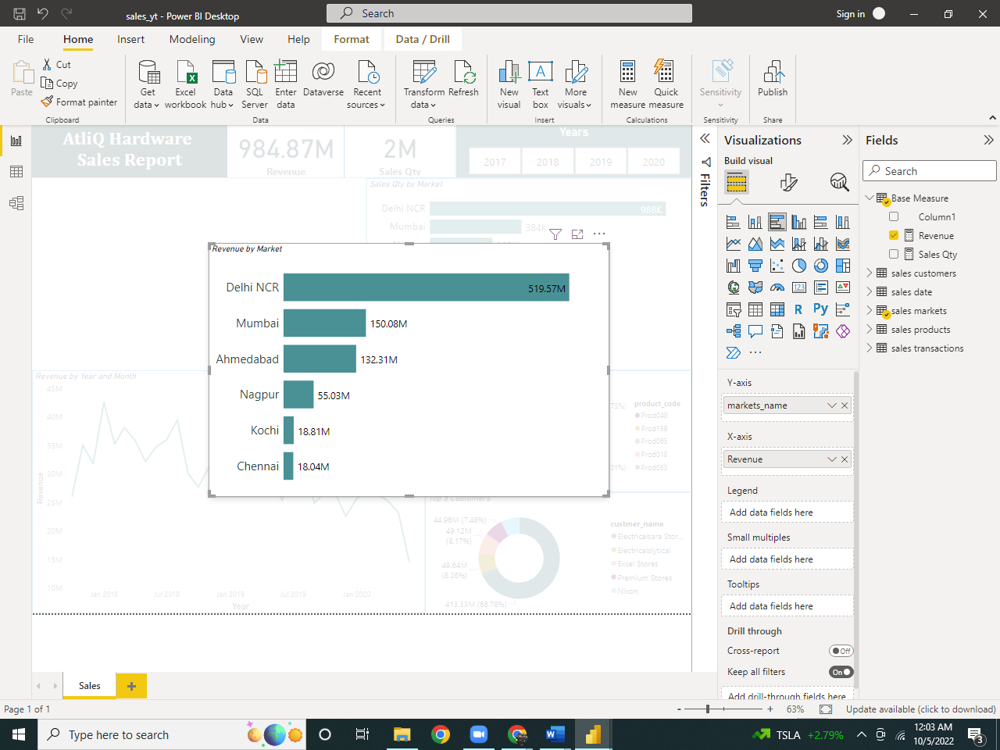 sales_yt - Power BI Desktop
Search
Sign in
File
Home
Insert
Modeling
View
Help
Format
Data / Drill
Paste
Cut
Copy
Format painter
Clipboard
Get data
Excel workbook
Data hub
SQL Server
Enter data
Dataverse
Recent sources
Data
Transform data
Refresh
Queries
New visual
Text box
More visuals
Insert
New measure
Quick measure
Calculations
Sensitivity
Sensitivity
Publish
Share
AtliQ Hardware
Sales Report
984.87M
Revenue
2M
Sales Qty
Years
2017
2018
2019
2020
Sales Qty by Market
Delhi NCR
988K
Mumbai
384K
Revenue by Market
Delhi NCR
519.57M
Mumbai
150.08M
Ahmedabad
132.31M
Nagpur
55.03M
Kochi
18.81M
Chennai
18.04M
Revenue by Year and Month
45M
40M
35M
30M
25M
20M
15M
10M
Revenue
Jan 2018
Jul 2018
Jan 2019
Jul 2019
Jan 2020
Year
73%)
01%)
product_code
Prod040
Prod159
Prod065
Prod018
Prod053
Top 5 Customers
44.96M (7.48%)
49.12M
(8.17%)
49.64M
(8.26%)
413.33M (68.78%)
custmer_name
Electricalsara Stor...
Electricalslytical
Excel Stores
Premium Stores
Nixon
Filters
Visualizations
Build visual
R
Py
123
Y-axis
markets_name
X-axis
Revenue
Legend
Add data fields here
Small multiples
Add data fields here
Tooltips
Add data fields here
Drill through
Cross-report
Off
Keep all filters
On
Add drill-through fields here
Fields
Search
Base Measure
Column1
Revenue
Sales Qty
sales customers
sales date
sales markets
sales products
sales transactions
Sales
Page 1 of 1
- + 63%
Update available (click to download)
Type here to search
TSLA +2.79%
12:03 AM
10/5/2022
3